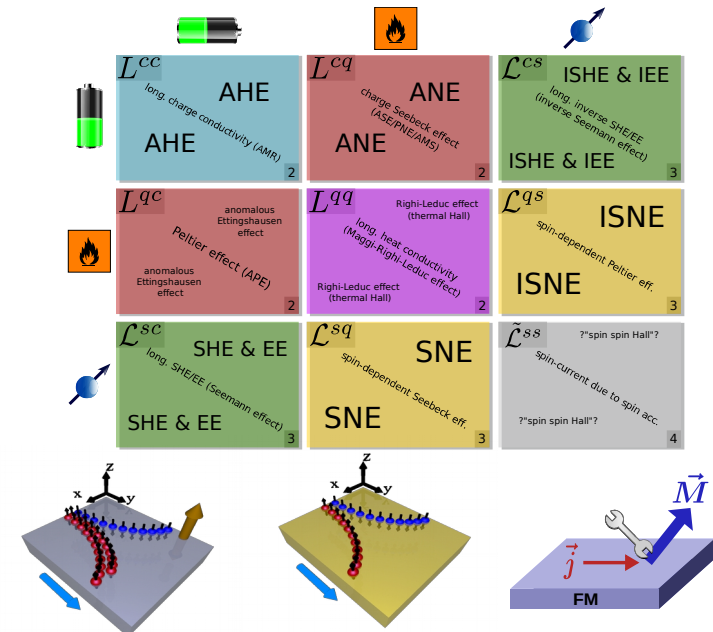 L^{cc}
AHE
long. charge conductivity (AMR)
AHE
2
L^{cq}
ANE
charge Seebeck effect
(ASE/PNE/AMS)
ANE
2
ℒ^{cs}
ISHE & IEE
long. inverse SHE/EE
(inverse Seemann effect)
ISHE & IEE
3
L^{qc}
anomalous
Ettingshausen
effect
Peltier effect (APE)
anomalous
Ettingshausen
effect
2
L^{qq}
Righi-Leduc effect
(thermal Hall)
long. heat conductivity
(Maggi-Righi-Leduc effect)
Righi-Leduc effect
(thermal Hall)
2
ℒ^{qs}
ISNE
spin-dependent Peltier eff.
ISNE
3
ℒ^{sc}
SHE & EE
long. SHE/EE (Seemann effect)
SHE & EE
3
ℒ^{sq}
SNE
spin-dependent Seebeck eff.
SNE
3
ℒ̃^{ss}
?"spin spin Hall"?
spin-current due to spin acc.
?"spin spin Hall"?
4
z
x
y
z
x
y
M⃗
j⃗
FM